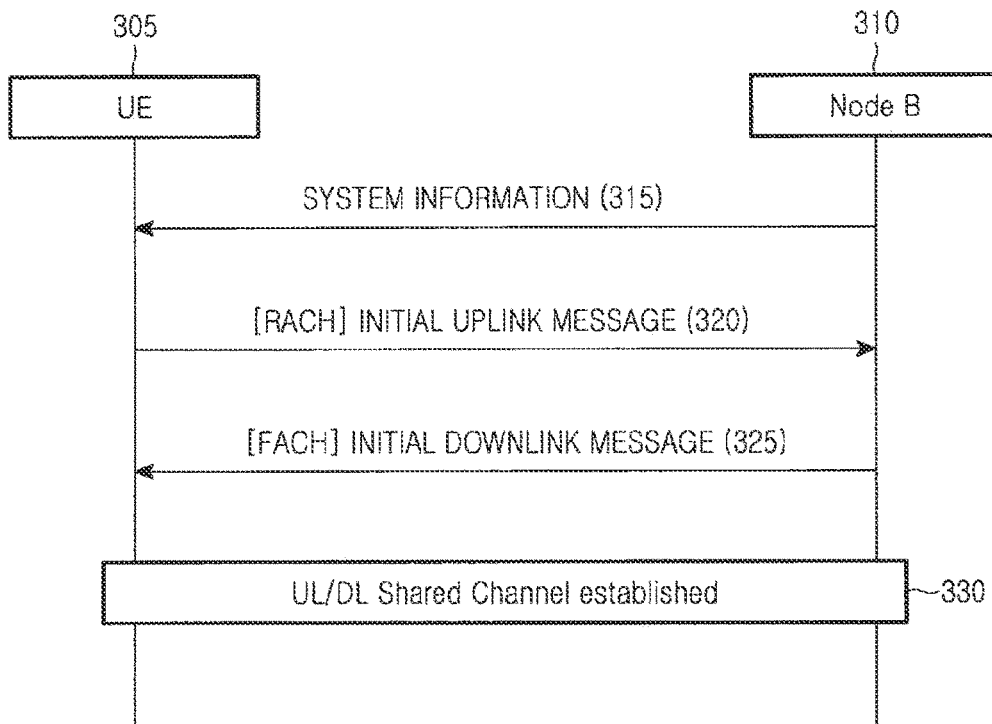 305
310
UE
Node B
SYSTEM INFORMATION (315)
[RACH] INITIAL UPLINK MESSAGE (320)
[FACH] INITIAL DOWNLINK MESSAGE (325)
UL/DL Shared Channel established
330